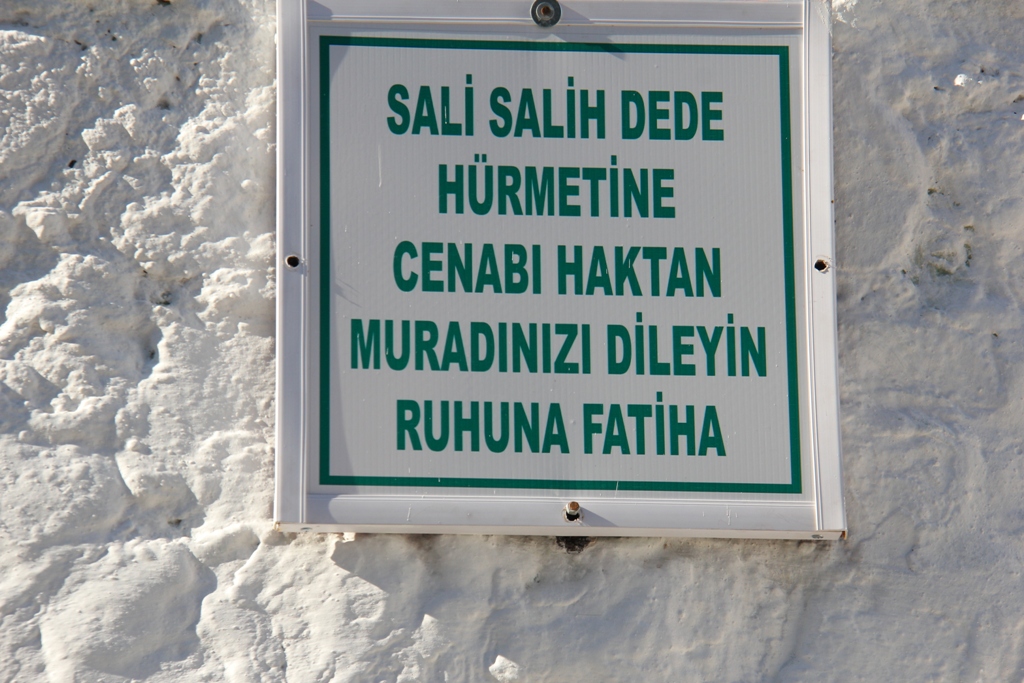 SALİ SALİH DEDE
HÜRMETİNE
CENABI HAKTAN
MURADINIZI DİLEYİN
RUHUNA FATİHA